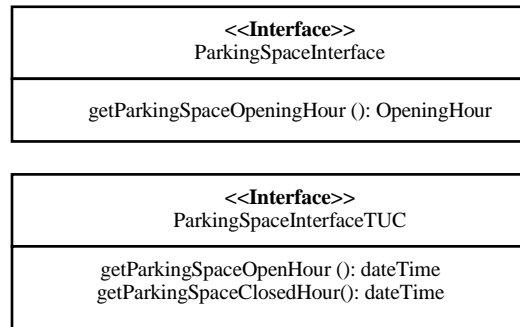 <<Interface>>
ParkingSpaceInterface
getParkingSpaceOpeningHour (): OpeningHour
<<Interface>>
ParkingSpaceInterfaceTUC
getParkingSpaceOpenHour (): dateTime
getParkingSpaceClosedHour(): dateTime